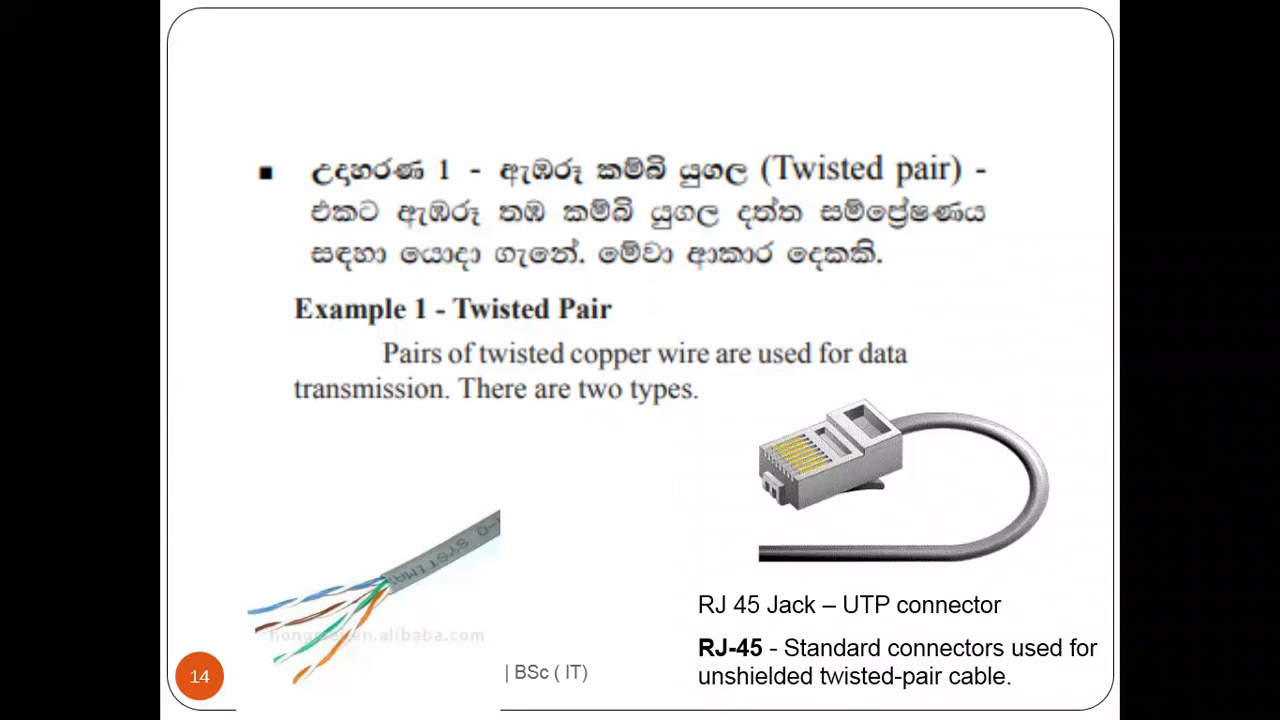 ■ උදාහරණ 1 - ඇඹරූ කම්බි යුගල (Twisted pair) -
එකට ඇඹරූ තඹ කම්බි යුගල දත්ත සම්ප්‍රේෂණය
සඳහා යොදා ගැනේ. මේවා ආකාර දෙකකි.
Example 1 - Twisted Pair
Pairs of twisted copper wire are used for data
transmission. There are two types.
RJ 45 Jack – UTP connector
RJ-45 - Standard connectors used for
unshielded twisted-pair cable.
14
| BSc ( IT)